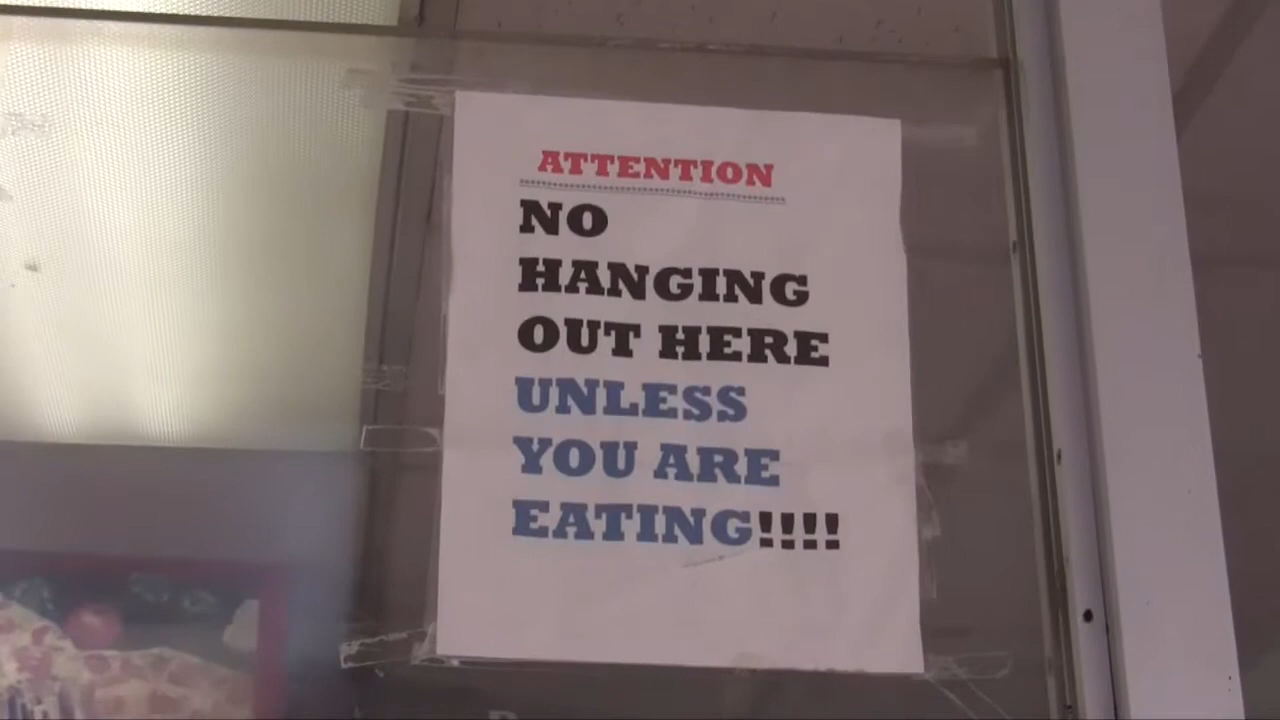 ATTENTION
NO
HANGING
OUT HERE
UNLESS
YOU ARE
EATING!!!!